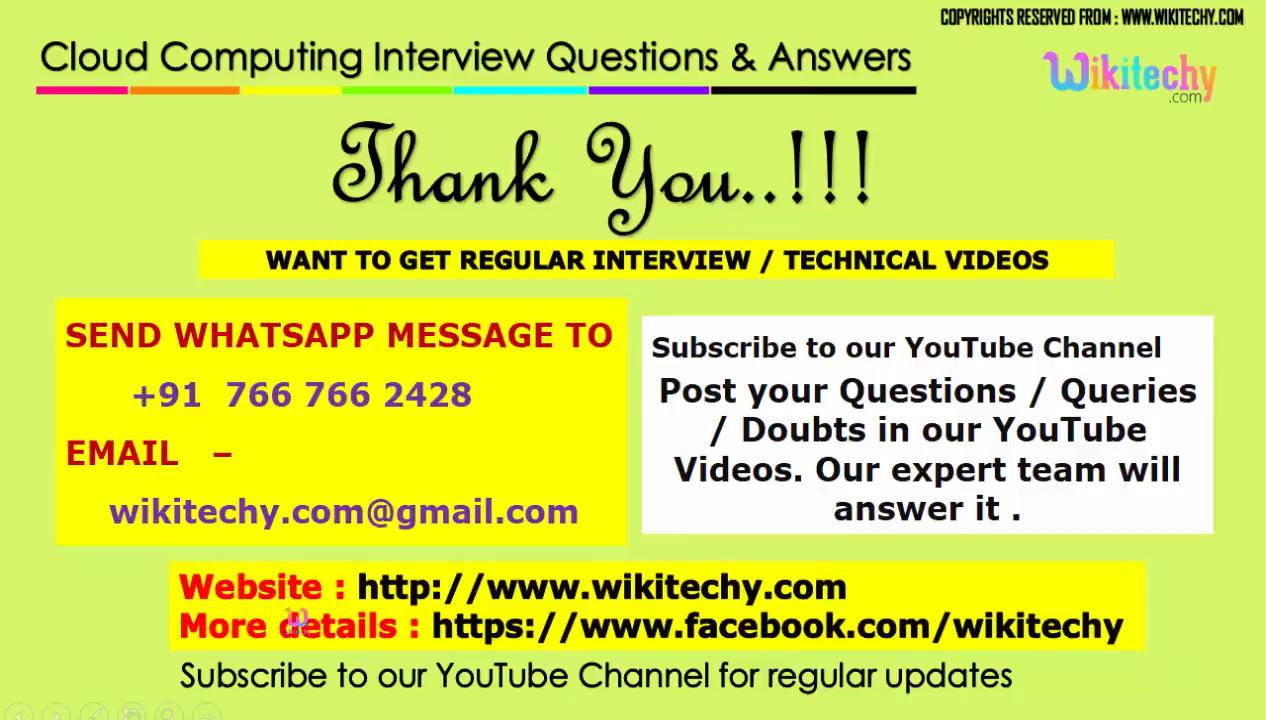 COPYRIGHTS RESERVED FROM : WWW.WIKITECHY.COM
Cloud Computing Interview Questions & Answers
Wikitechy
.com
Thank You..!!!
WANT TO GET REGULAR INTERVIEW / TECHNICAL VIDEOS
SEND WHATSAPP MESSAGE TO
+91 766 766 2428
EMAIL –
wikitechy.com@gmail.com
Subscribe to our YouTube Channel
Post your Questions / Queries
/ Doubts in our YouTube
Videos. Our expert team will
answer it .
Website : http://www.wikitechy.com
More details : https://www.facebook.com/wikitechy
Subscribe to our YouTube Channel for regular updates